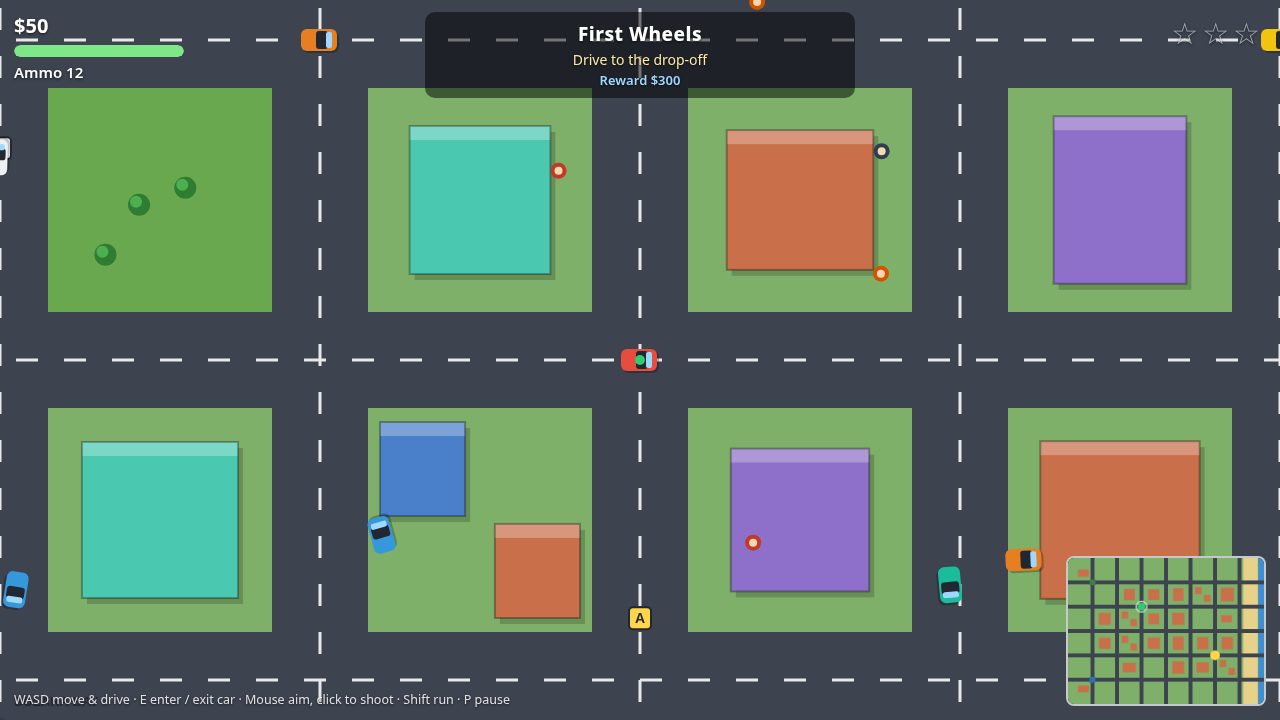 $50
Ammo 12
First Wheels
Drive to the drop-off
Reward $300
A
WASD move & drive · E enter / exit car · Mouse aim, click to shoot · Shift run · P pause